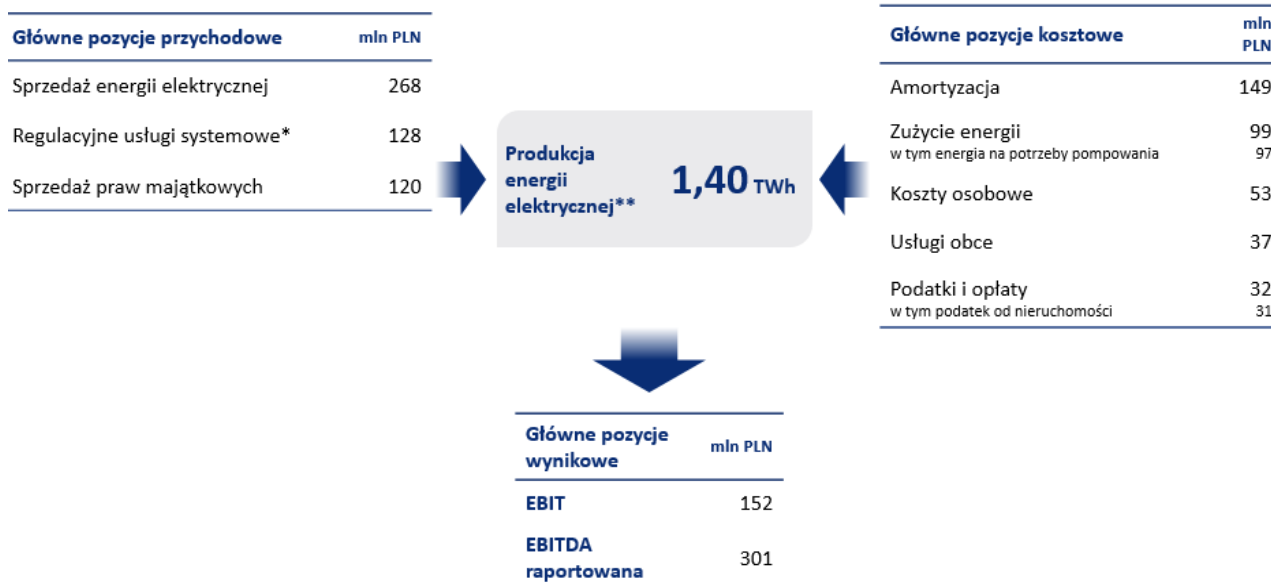 Główne pozycje przychodowe mln PLN
Sprzedaż energii elektrycznej 268
Regulacyjne usługi systemowe* 128
Sprzedaż praw majątkowych 120
Produkcja
energii
elektrycznej**
1,40 TWh
Główne pozycje kosztowe mln
PLN
Amortyzacja 149
Zużycie energii 99
w tym energia na potrzeby pompowania 97
Koszty osobowe 53
Usługi obce 37
Podatki i opłaty 32
w tym podatek od nieruchomości 31
Główne pozycje
wynikowe
mln PLN
EBIT 152
EBITDA
raportowana
301